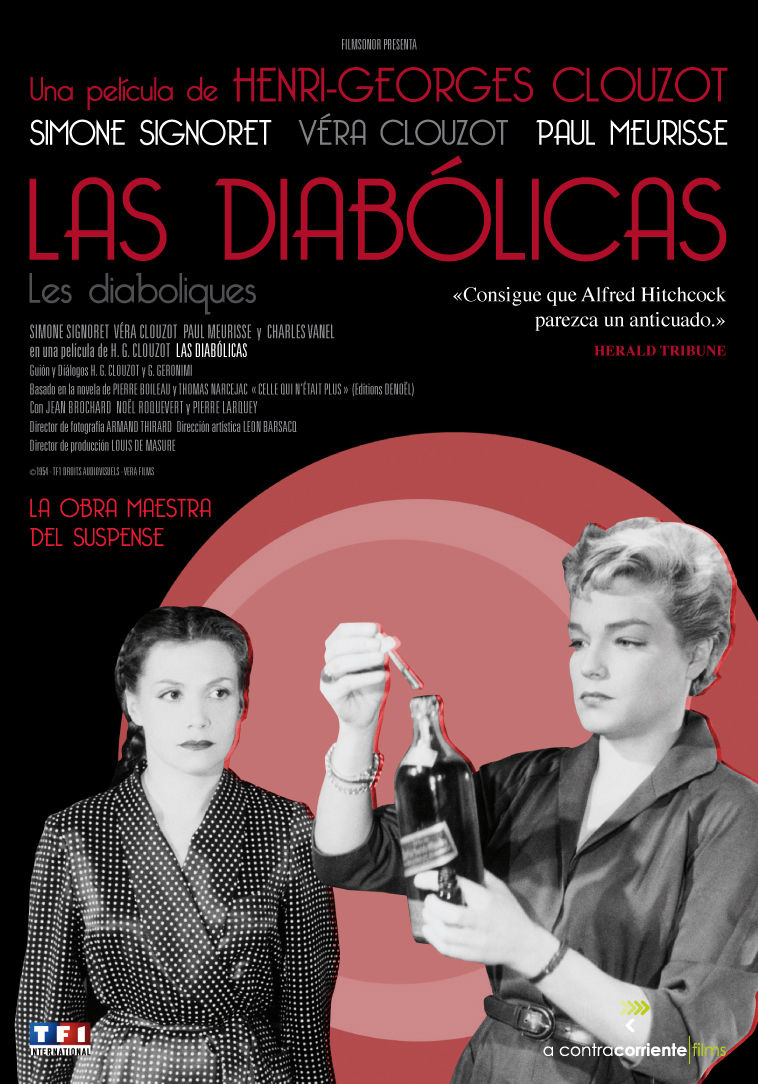 FILMSONOR PRESENTA
Una película de HENRI-GEORGES CLOUZOT
SIMONE SIGNORET VÉRA CLOUZOT PAUL MEURISSE
LAS DIABÓLICAS
Les diaboliques
«Consigue que Alfred Hitchcock
parezca un anticuado.»
HERALD TRIBUNE
SIMONE SIGNORET VÉRA CLOUZOT PAUL MEURISSE y CHARLES VANEL
en una película de H. G. CLOUZOT LAS DIABÓLICAS
Guión y Diálogos H. G. CLOUZOT y G. GERONIMI
Basado en la novela de PIERRE BOILEAU y THOMAS NARCEJAC « CELLE QUI N'ÉTAIT PLUS » (Editions DENOËL)
Con JEAN BROCHARD NOËL ROQUEVERT y PIERRE LARQUEY
Director de fotografía ARMAND THIRARD Dirección artística LEON BARSACQ
Director de producción LOUIS DE MASURE
©1954 - TF1 DROITS AUDIOVISUELS - VERA FILMS
LA OBRA MAESTRA
DEL SUSPENSE
TF1
INTERNATIONAL
a contracorriente|films